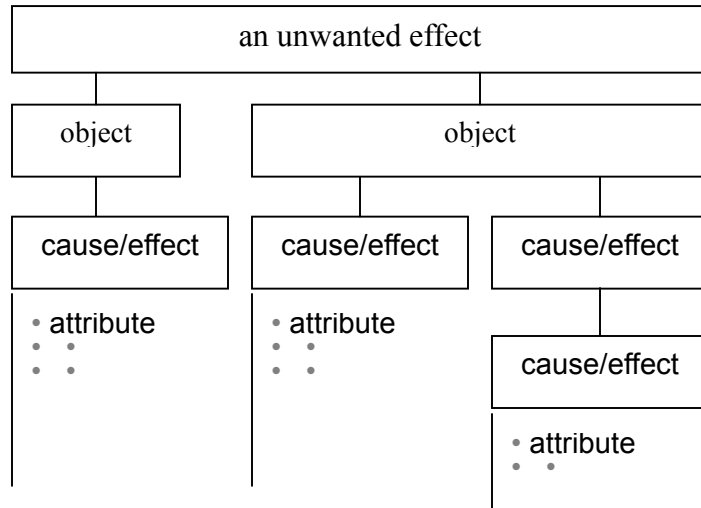 an unwanted effect
object
object
cause/effect
cause/effect
cause/effect
• attribute
• attribute
cause/effect
• attribute